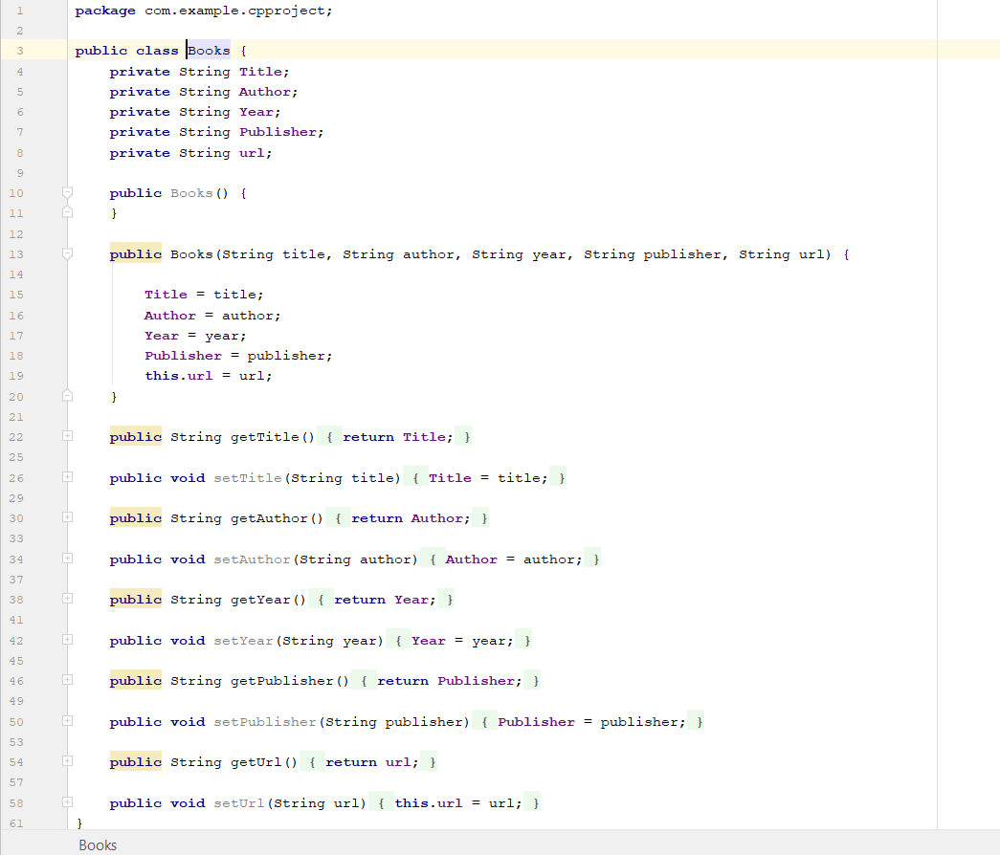 1 package com.example.cpproject;
2
3 public class Books {
4 private String Title;
5 private String Author;
6 private String Year;
7 private String Publisher;
8 private String url;
9
10 public Books() {
11 }
12
13 public Books(String title, String author, String year, String publisher, String url) {
14
15 Title = title;
16 Author = author;
17 Year = year;
18 Publisher = publisher;
19 this.url = url;
20 }
21
22 public String getTitle() { return Title; }
25
26 public void setTitle(String title) { Title = title; }
29
30 public String getAuthor() { return Author; }
33
34 public void setAuthor(String author) { Author = author; }
37
38 public String getYear() { return Year; }
41
42 public void setYear(String year) { Year = year; }
45
46 public String getPublisher() { return Publisher; }
49
50 public void setPublisher(String publisher) { Publisher = publisher; }
53
54 public String getUrl() { return url; }
57
58 public void setUrl(String url) { this.url = url; }
61 }
Books